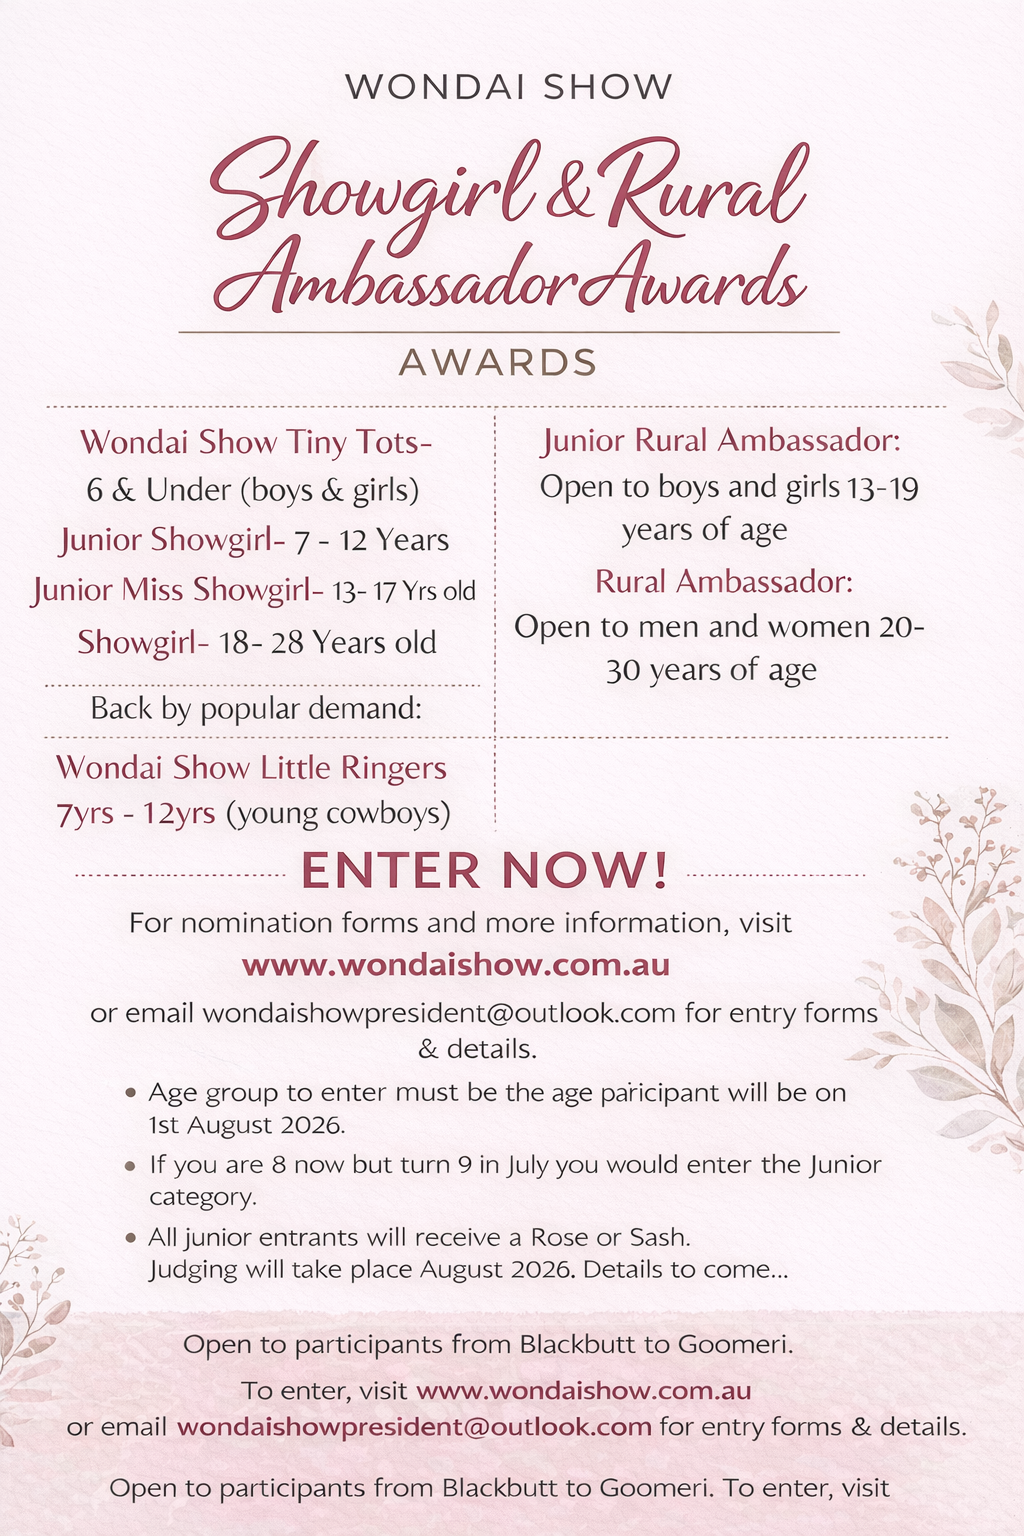 WONDAI SHOW
Showgirl & Rural
Ambassador Awards
AWARDS
Wondai Show Tiny Tots-
6 & Under (boys & girls)
Junior Showgirl- 7 - 12 Years
Junior Miss Showgirl- 13- 17 Yrs old
Showgirl- 18- 28 Years old
Back by popular demand:
Wondai Show Little Ringers
7yrs - 12yrs (young cowboys)
Junior Rural Ambassador:
Open to boys and girls 13-19
years of age
Rural Ambassador:
Open to men and women 20-
30 years of age
ENTER NOW!
For nomination forms and more information, visit
www.wondaishow.com.au
or email wondaishowpresident@outlook.com for entry forms
& details.
• Age group to enter must be the age paricipant will be on
1st August 2026.
• If you are 8 now but turn 9 in July you would enter the Junior
category.
• All junior entrants will receive a Rose or Sash.
Judging will take place August 2026. Details to come...
Open to participants from Blackbutt to Goomeri.
To enter, visit www.wondaishow.com.au
or email wondaishowpresident@outlook.com for entry forms & details.
Open to participants from Blackbutt to Goomeri. To enter, visit